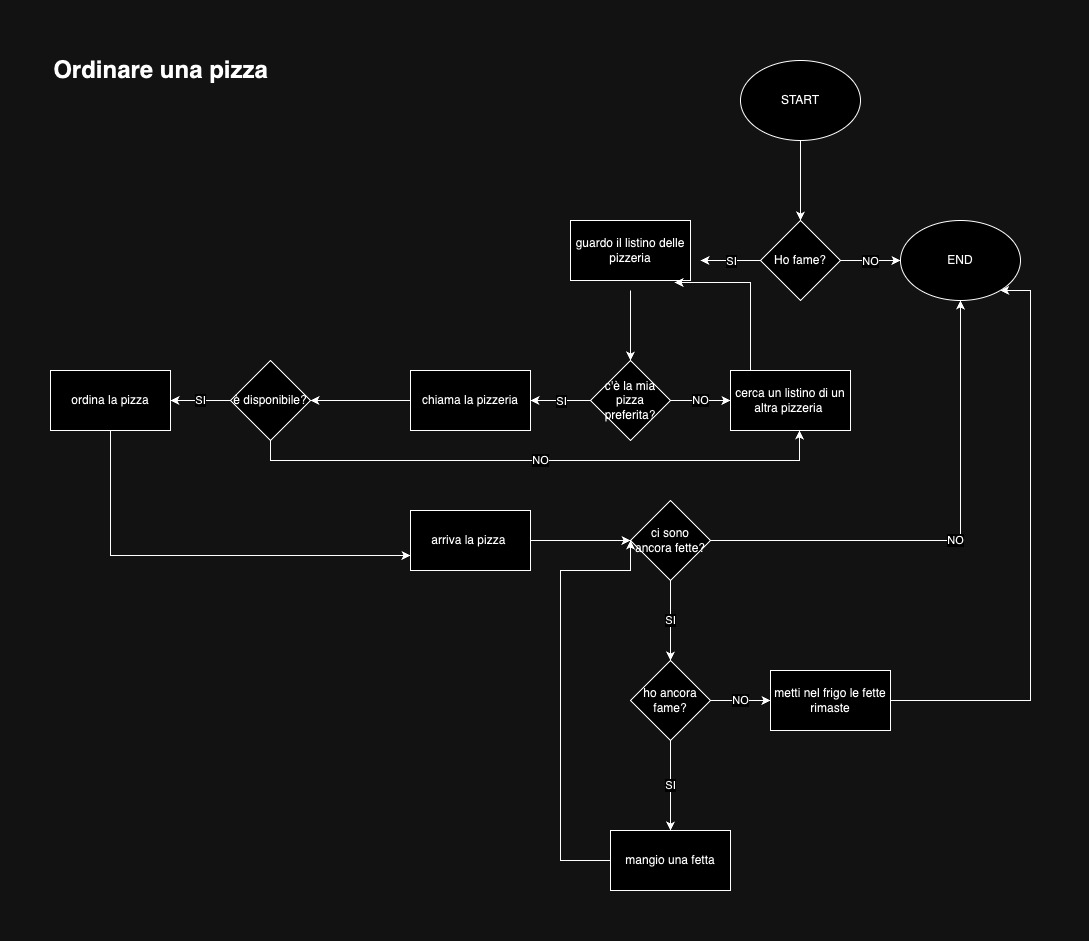 Ordinare una pizza
START
guardo il listino delle
pizzeria
SI
Ho fame?
NO
END
ordina la pizza
SI
è disponibile?
chiama la pizzeria
SI
c'è la mia
pizza
preferita?
NO
cerca un listino di un
altra pizzeria
NO
arriva la pizza
ci sono
ancora fette?
NO
SI
ho ancora
fame?
NO
metti nel frigo le fette
rimaste
SI
mangio una fetta